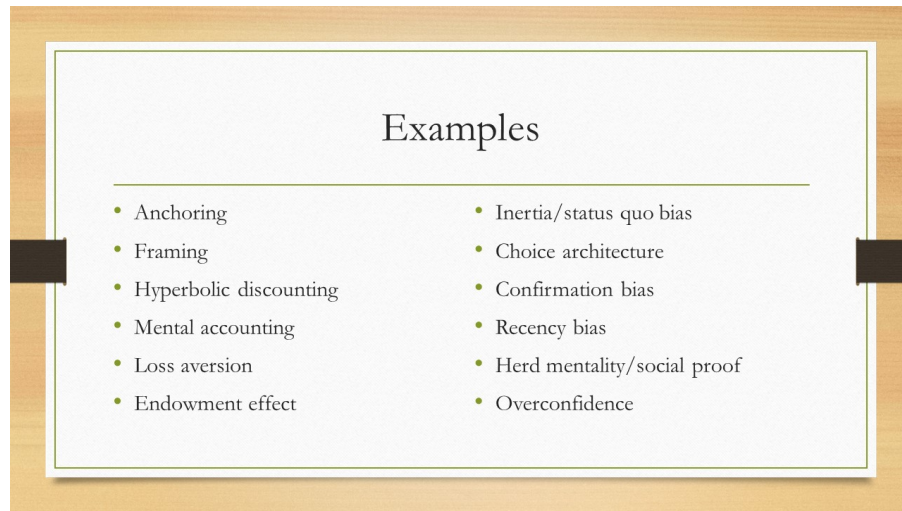 Examples
• Anchoring
• Framing
• Hyperbolic discounting
• Mental accounting
• Loss aversion
• Endowment effect
• Inertia/status quo bias
• Choice architecture
• Confirmation bias
• Recency bias
• Herd mentality/social proof
• Overconfidence